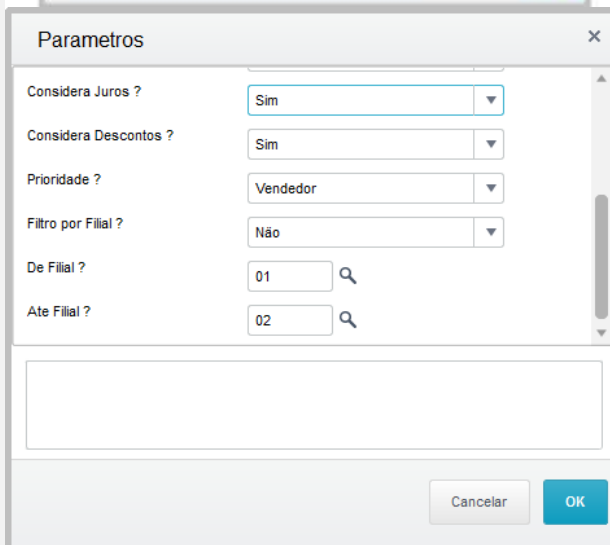 Parametros
Considera Juros ?
Sim
Considera Descontos ?
Sim
Prioridade ?
Vendedor
Filtro por Filial ?
Não
De Filial ?
01
Ate Filial ?
02
Cancelar
OK